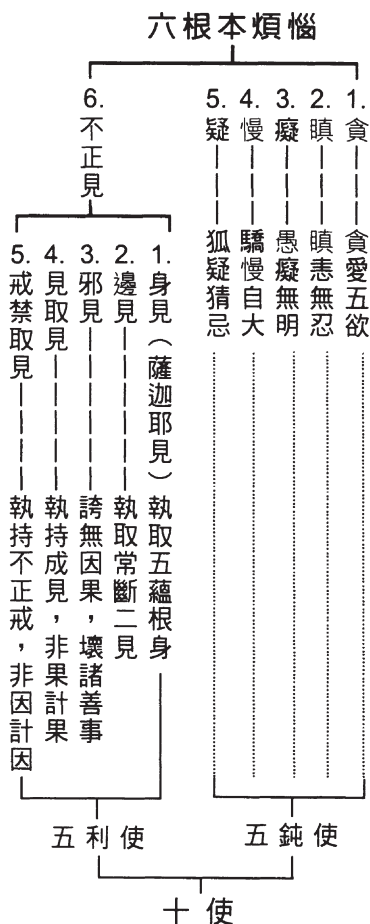 六根本煩惱
1. 貪 貪愛五欲
2. 瞋 瞋恚無忍
3. 癡 愚癡無明
4. 慢 驕慢自大
5. 疑 狐疑猜忌
6. 不正見
1. 身見（薩迦耶見）執取五蘊根身
2. 邊見 執取常斷二見
3. 邪見 誇無因果，壞諸善事
4. 見取見 執持成見，非果計果
5. 戒禁取見 執持不正戒，非因計因
五利使
五鈍使
十使